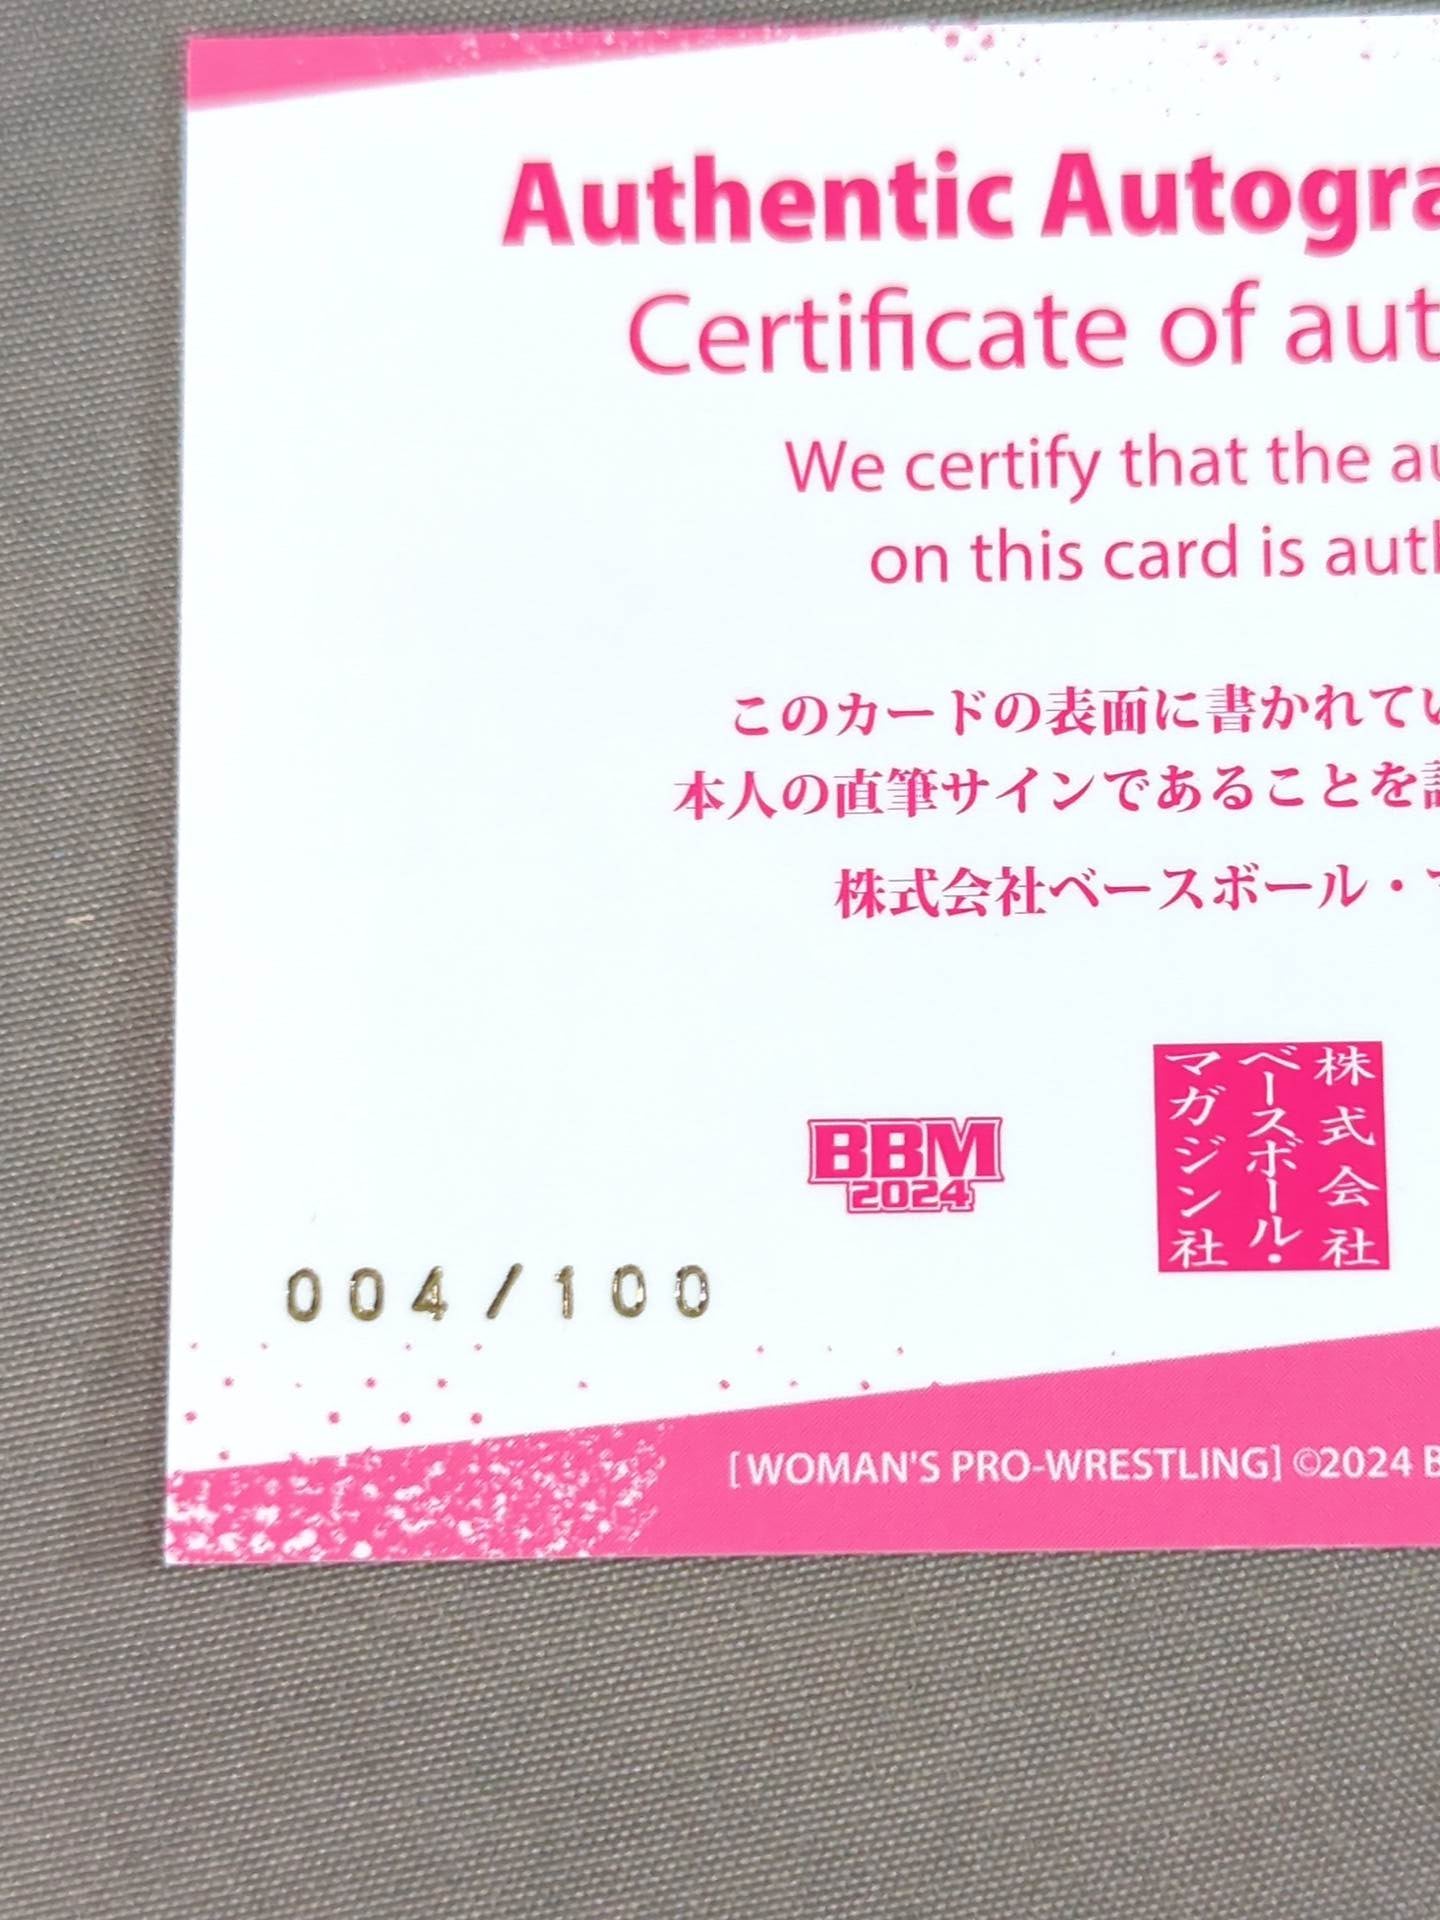 Authentic Autogra
Certificate of aut
We certify that the au
on this card is auth
このカードの表面に書かれてい
本人の直筆サインであることを証
株式会社ベースボール・マ
BBM
2024
株式会社
ベースボール・
マガジン社
004/100
[WOMAN'S PRO-WRESTLING] ©2024 B